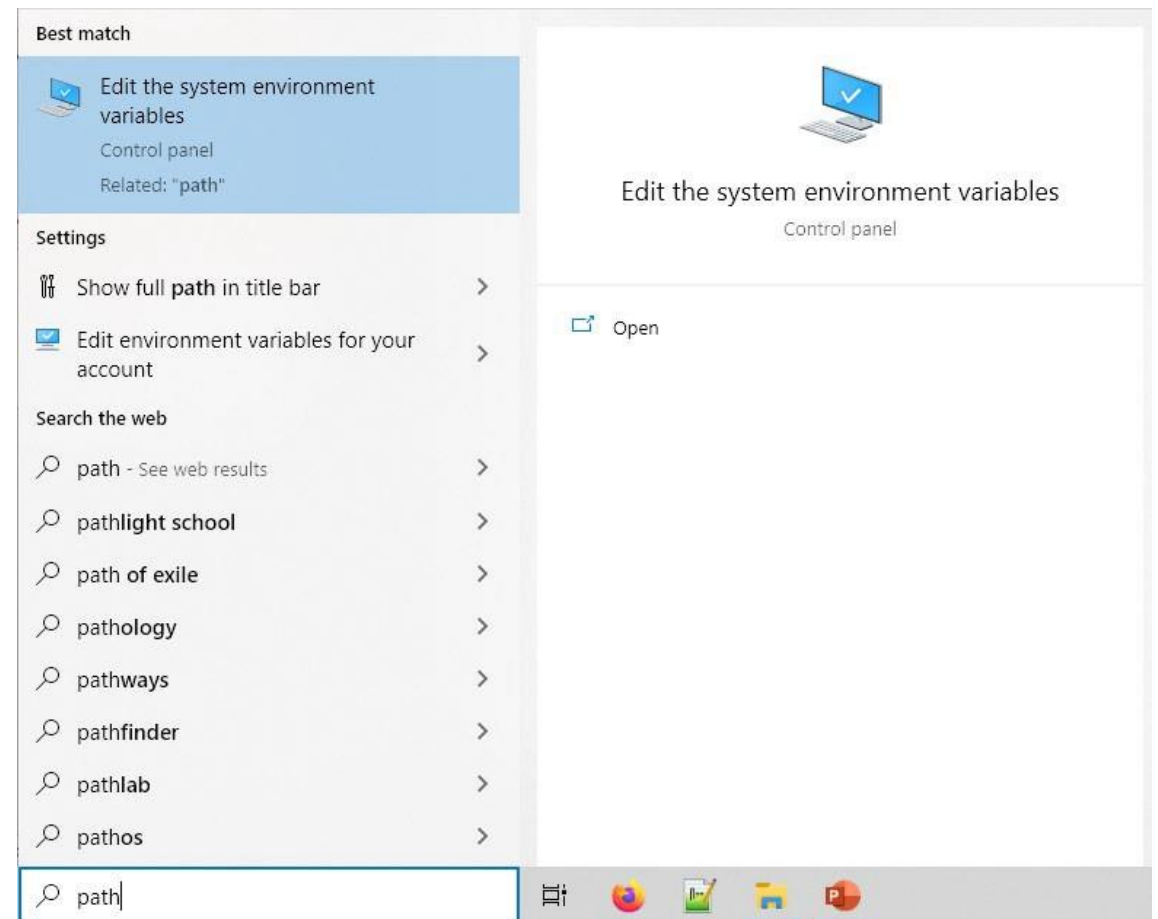 Best match
Edit the system environment
variables
Control panel
Related: "path"
Settings
Show full path in title bar
Edit environment variables for your
account
Search the web
path - See web results
pathlight school
path of exile
pathology
pathways
pathfinder
pathlab
pathos
path
Edit the system environment variables
Control panel
Open